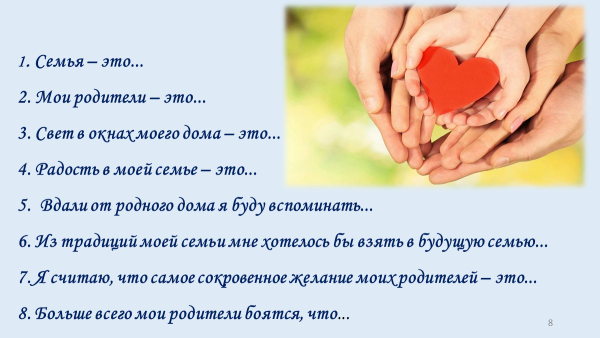 1. Семья – это...
2. Мои родители – это...
3. Свет в окнах моего дома – это...
4. Радость в моей семье – это...
5. Вдали от родного дома я буду вспоминать...
6. Из традиций моей семьи мне хотелось бы взять в будущую семью...
7. Я считаю, что самое сокровенное желание моих родителей – это...
8. Больше всего мои родители боятся, что...
8